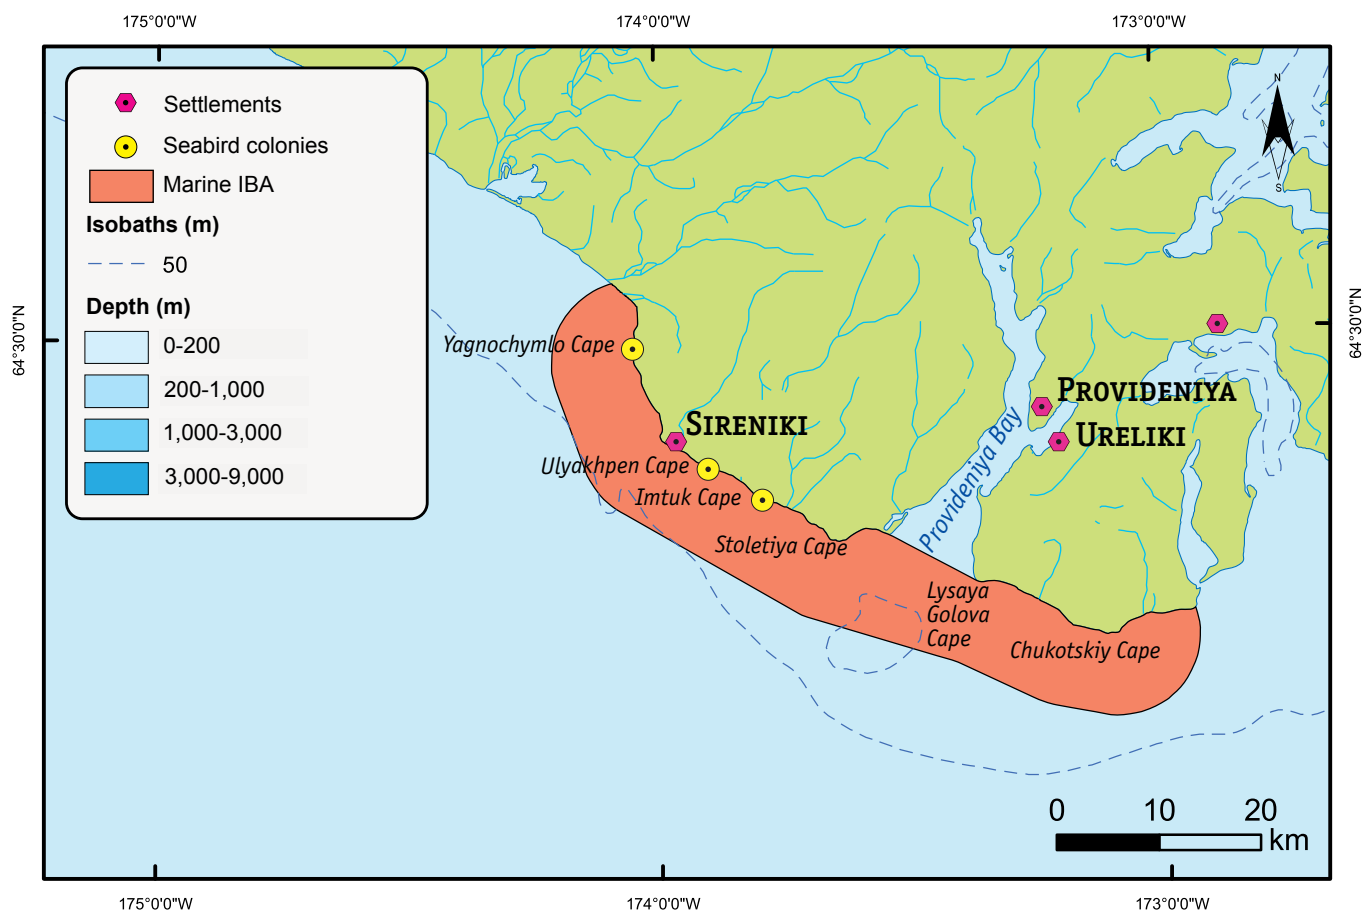 175°0'0"W
174°0'0"W
173°0'0"W
N
S
Settlements
Seabird colonies
Marine IBA
Isobaths (m)
50
Depth (m)
0-200
200-1,000
1,000-3,000
3,000-9,000
64°30'0"N
64°30'0"N
Yagnochymlo Cape
PROVIDENIYA
SIRENIKI
URELIKI
Ulyakhpen Cape
Imtuk Cape
Provideniya Bay
Stoletiya Cape
Lysaya
Golova
Cape
Chukotskiy Cape
0 10 20
km
175°0'0"W
174°0'0"W
173°0'0"W